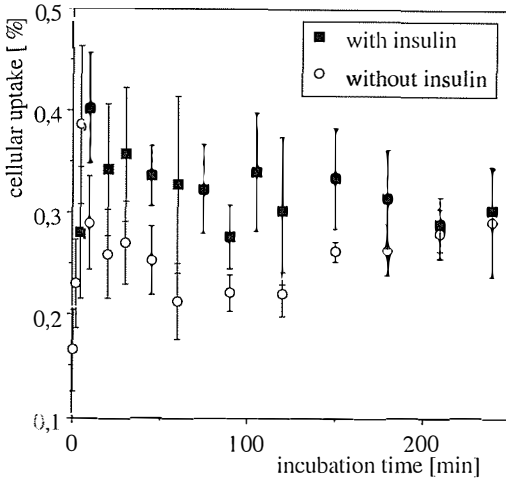 cellular uptake [ %]
0,5
0,4
0,3
0,2
0,1
with insulin
without insulin
0
100
200
incubation time [min]